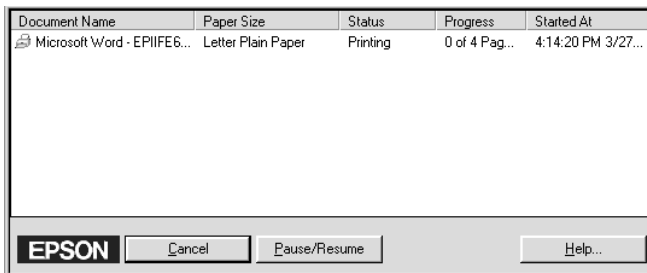 Document Name Paper Size Status Progress Started At
Microsoft Word - EPIIFE6... Letter Plain Paper Printing 0 of 4 Pag... 4:14:20 PM 3/27...
EPSON Cancel Pause/Resume Help...